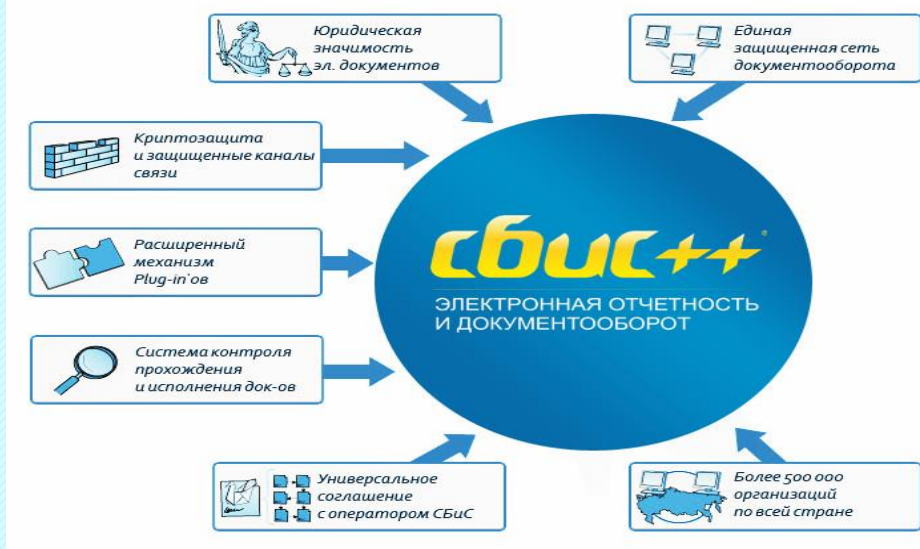 Юридическая
значимость
эл. документов
Единая
защищенная сеть
документооборота
Криптозащита
и защищенные каналы
связи
Расширенный
механизм
Plug-in`ов
Система контроля
прохождения
и исполнения док-ов
сбис++
ЭЛЕКТРОННАЯ ОТЧЕТНОСТЬ
И ДОКУМЕНТООБОРОТ
Универсальное
соглашение
с оператором СБиС
Более 500 000
организаций
по всей стране